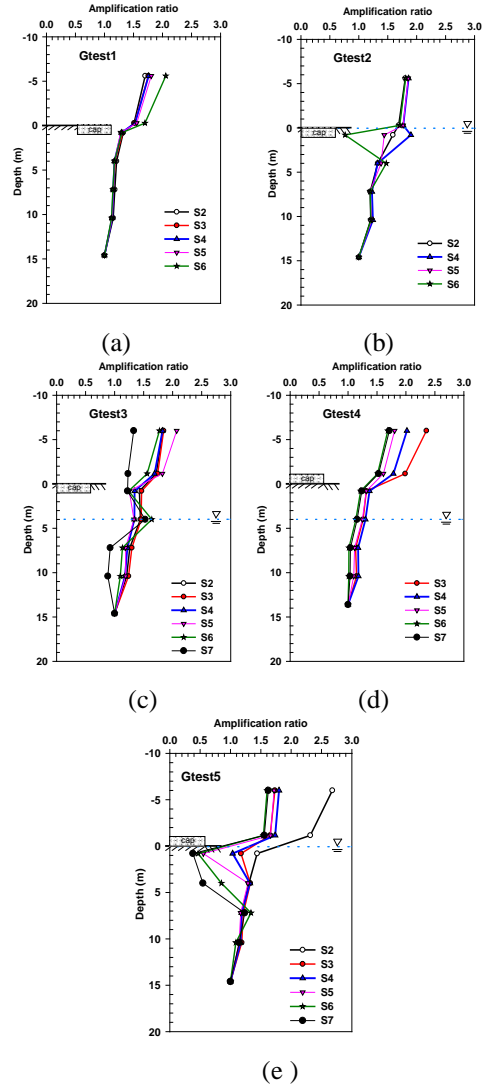 Amplification ratio
0.0 0.5 1.0 1.5 2.0 2.5 3.0
Gtest1
cap
Depth (m)
-10
-5
0
5
10
15
20
S2
S3
S4
S5
S6
(a)
Amplification ratio
0.0 0.5 1.0 1.5 2.0 2.5 3.0
Gtest2
cap
Depth (m)
-10
-5
0
5
10
15
20
S2
S3
S4
S5
S6
(b)
Amplification ratio
0.0 0.5 1.0 1.5 2.0 2.5 3.0
Gtest3
cap
Depth (m)
-10
-5
0
5
10
15
20
S2
S3
S4
S5
S6
S7
(c)
Amplification ratio
0.0 0.5 1.0 1.5 2.0 2.5 3.0
Gtest4
cap
Depth (m)
-10
-5
0
5
10
15
20
S3
S4
S5
S6
S7
(d)
Amplification ratio
0.0 0.5 1.0 1.5 2.0 2.5 3.0
Gtest5
cap
Depth (m)
-10
-5
0
5
10
15
20
S2
S3
S4
S5
S6
S7
(e )